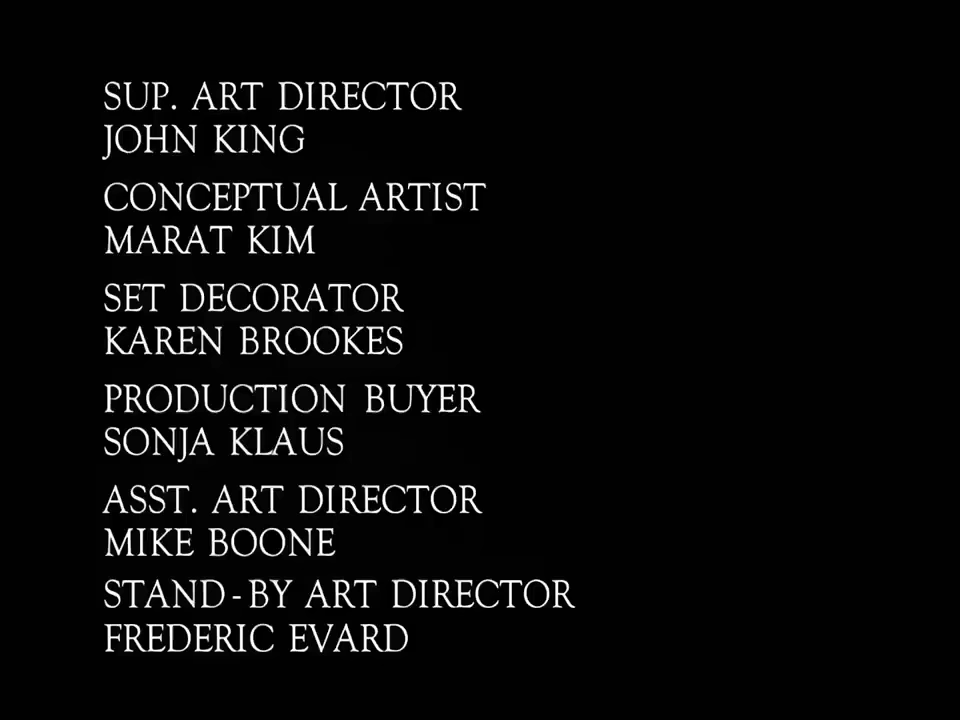 SUP. ART DIRECTOR
JOHN KING
CONCEPTUAL ARTIST
MARAT KIM
SET DECORATOR
KAREN BROOKES
PRODUCTION BUYER
SONJA KLAUS
ASST. ART DIRECTOR
MIKE BOONE
STAND-BY ART DIRECTOR
FREDERIC EVARD